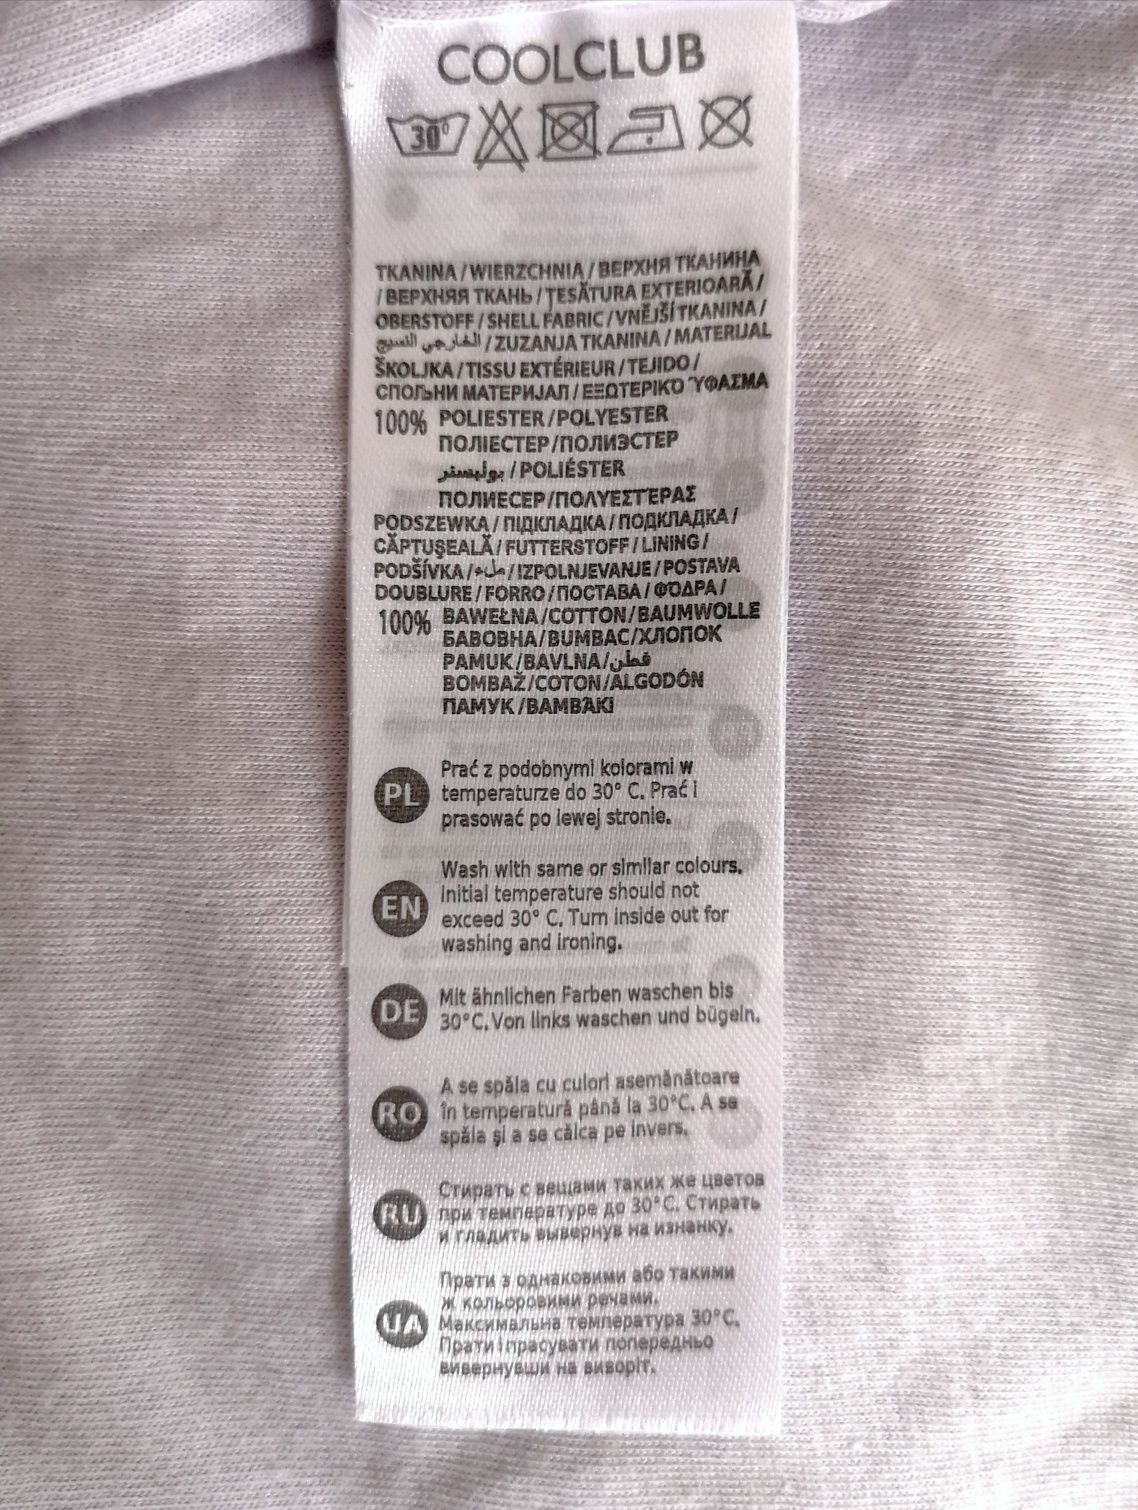 COOLCLUB
30°
TKANINA / WIERZCHNIA / ВЕРХНЯ ТКАНИНА
/ ВЕРХНЯЯ ТКАНЬ / ȚESĂTURA EXTERIOARĂ /
OBERSTOFF / SHELL FABRIC / VNĚJŠÍ TKANINA /
الخارجي النسيج / ZUZANJA TKANINA / MATERIJAL
ŠKOLJKA / TISSU EXTÉRIEUR / TEJIDO /
СПОЉНИ МАТЕРИЈАЛ / ΕΞΩΤΕΡΙΚΌ ΎΦΑΣΜΑ
100% POLIESTER/POLYESTER
ПОЛІЕСТЕР/ПОЛИЭСТЕР
بوليستر / POLIÉSTER
ПОЛИЕСЕР/ΠΟΛΥΕΣΤΈΡΑΣ
PODSZEWKA / ПІДКЛАДКА / ПОДКЛАДКА /
CĂPTUȘEALĂ / FUTTERSTOFF / LINING /
PODŠÍVKA / ملء / IZPOLNJEVANJE / POSTAVA
DOUBLURE / FORRO / ПОСТАВА / ΦΌΔΡΑ /
100% BAWEŁNA/COTTON/BAUMWOLLE
БАВОВНА/BUMBAC/ХЛОПОК
PAMUK/BAVLNA/قطن
BOMBAŽ/COTON/ALGODÓN
ПАМУК/ΒΑΜΒΆΚΙ
PL Prać z podobnymi kolorami w
temperaturze do 30° C. Prać i
prasować po lewej stronie.
EN Wash with same or similar colours.
Initial temperature should not
exceed 30° C. Turn inside out for
washing and ironing.
DE Mit ähnlichen Farben waschen bis
30°C. Von links waschen und bügeln.
RO A se spăla cu culori asemănătoare
în temperatură până la 30°C. A se
spăla şi a se călca pe invers.
RU Стирать с вещами таких же цветов
при температуре до 30°C. Стирать
и гладить вывернув на изнанку.
UA Прати з однаковими або такими
ж кольоровими речами.
Максимальна температура 30°C.
Прати і прасувати попередньо
вивернувши на виворіт.